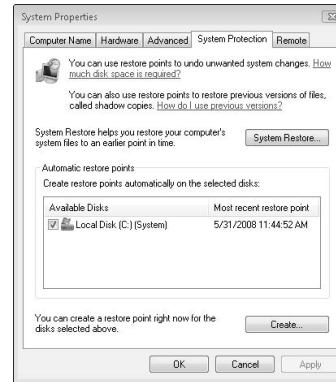 System Properties
Computer Name Hardware Advanced System Protection Remote
You can use restore points to undo unwanted system changes. How
much disk space is required?
You can also use restore points to restore previous versions of files,
called shadow copies. How do I use previous versions?
System Restore helps you restore your computer's
system files to an earlier point in time.
System Restore...
Automatic restore points
Create restore points automatically on the selected disks:
Available Disks Most recent restore point
Local Disk (C:) (System) 5/31/2008 11:44:52 AM
You can create a restore point right now for the
disks selected above.
Create...
OK Cancel Apply